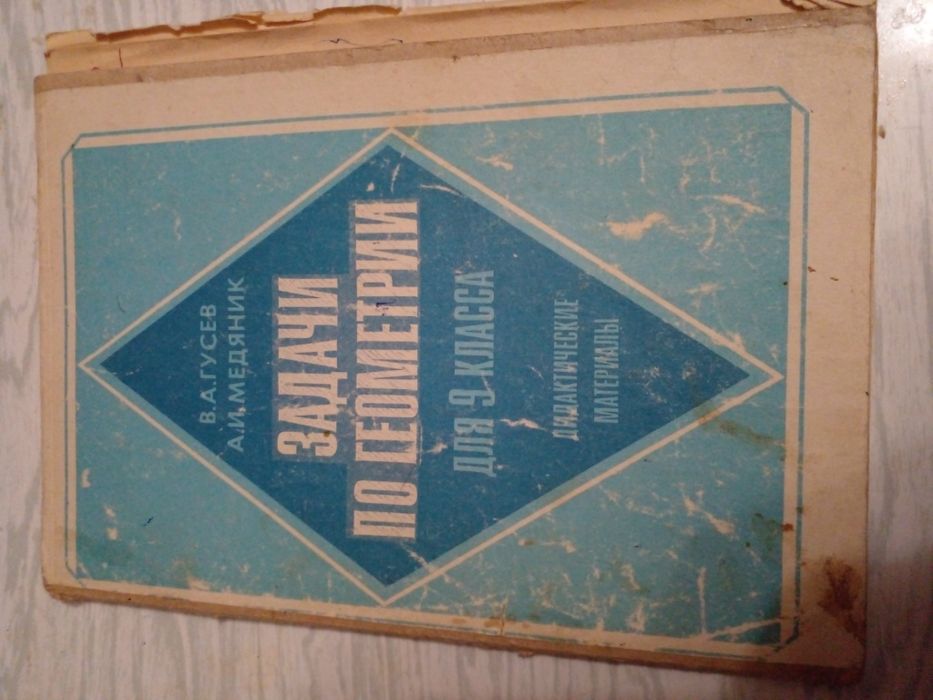 В.А.ГУСЕВ
А.И.МЕДЯНИК
ЗАДАЧИ
ПО ГЕОМЕТРИИ
ДЛЯ 9 КЛАССА
ДИДАКТИЧЕСКИЕ
МАТЕРИАЛЫ